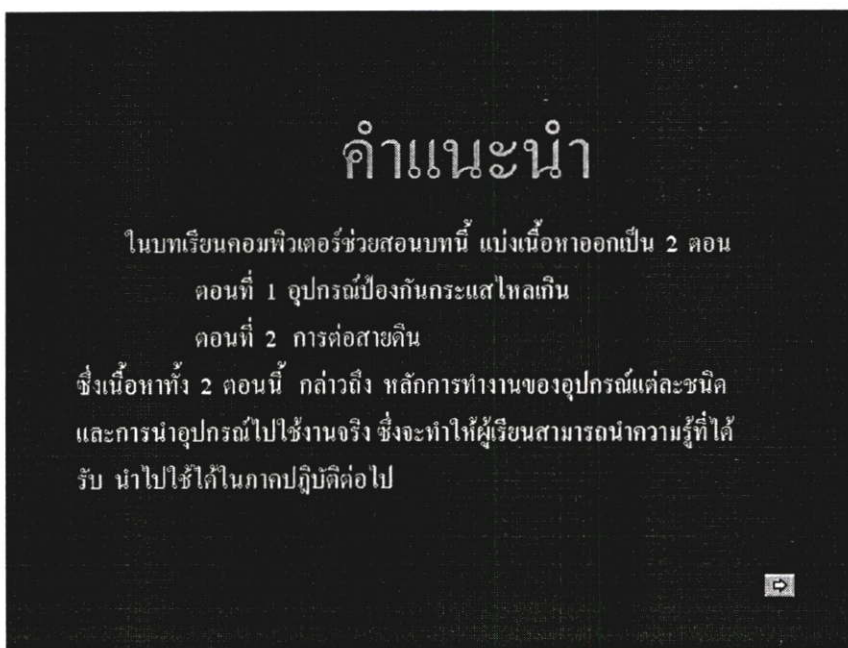 คำแนะนำ
ในบทเรียนคอมพิวเตอร์ช่วยสอนบทนี้ แบ่งเนื้อหาออกเป็น 2 ตอน
ตอนที่ 1 อุปกรณ์ป้องกันกระแสไหลเกิน
ตอนที่ 2 การต่อสายดิน
ซึ่งเนื้อหาทั้ง 2 ตอนนี้ กล่าวถึง หลักการทำงานของอุปกรณ์แต่ละชนิด
และการนำอุปกรณ์ไปใช้งานจริง ซึ่งจะทำให้ผู้เรียนสามารถนำความรู้ที่ได้
รับ นำไปใช้ได้ในภาคปฎิบัติต่อไป